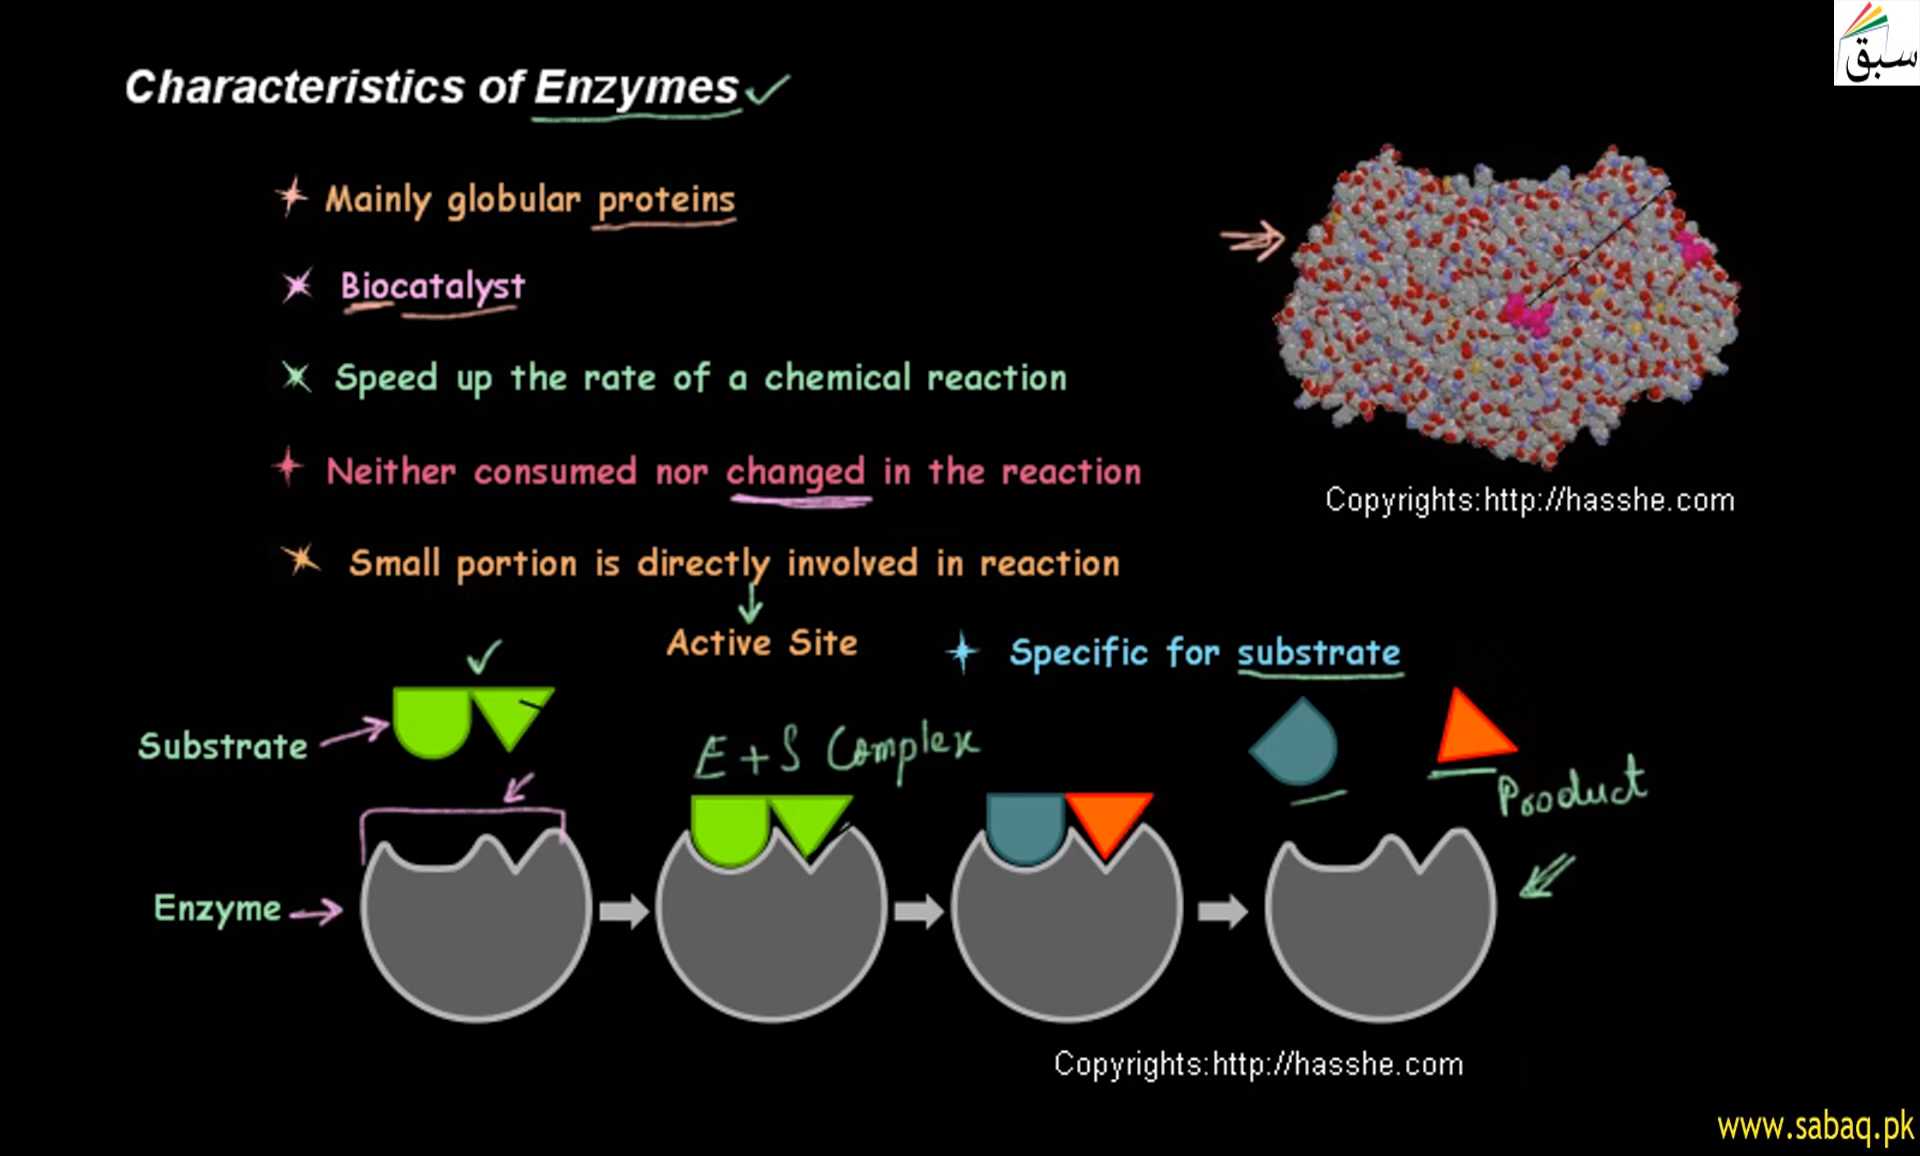 سبق
Characteristics of Enzymes
Mainly globular proteins
Biocatalyst
Speed up the rate of a chemical reaction
Neither consumed nor changed in the reaction
Copyrights:http://hasshe.com
Small portion is directly involved in reaction
Active Site
Specific for substrate
Substrate
E + S Complex
Product
Enzyme
Copyrights:http://hasshe.com
www.sabaq.pk